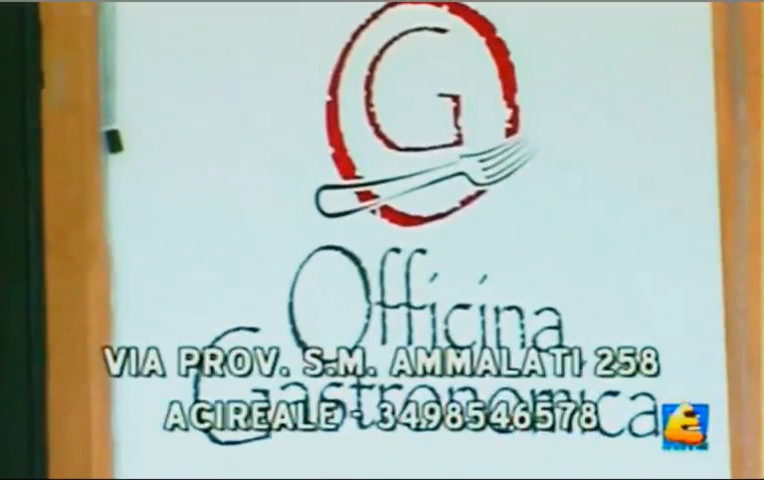 G
Officina
Gastronomica
VIA PROV. S.M. AMMALATI 258
ACIREALE - 3498546578